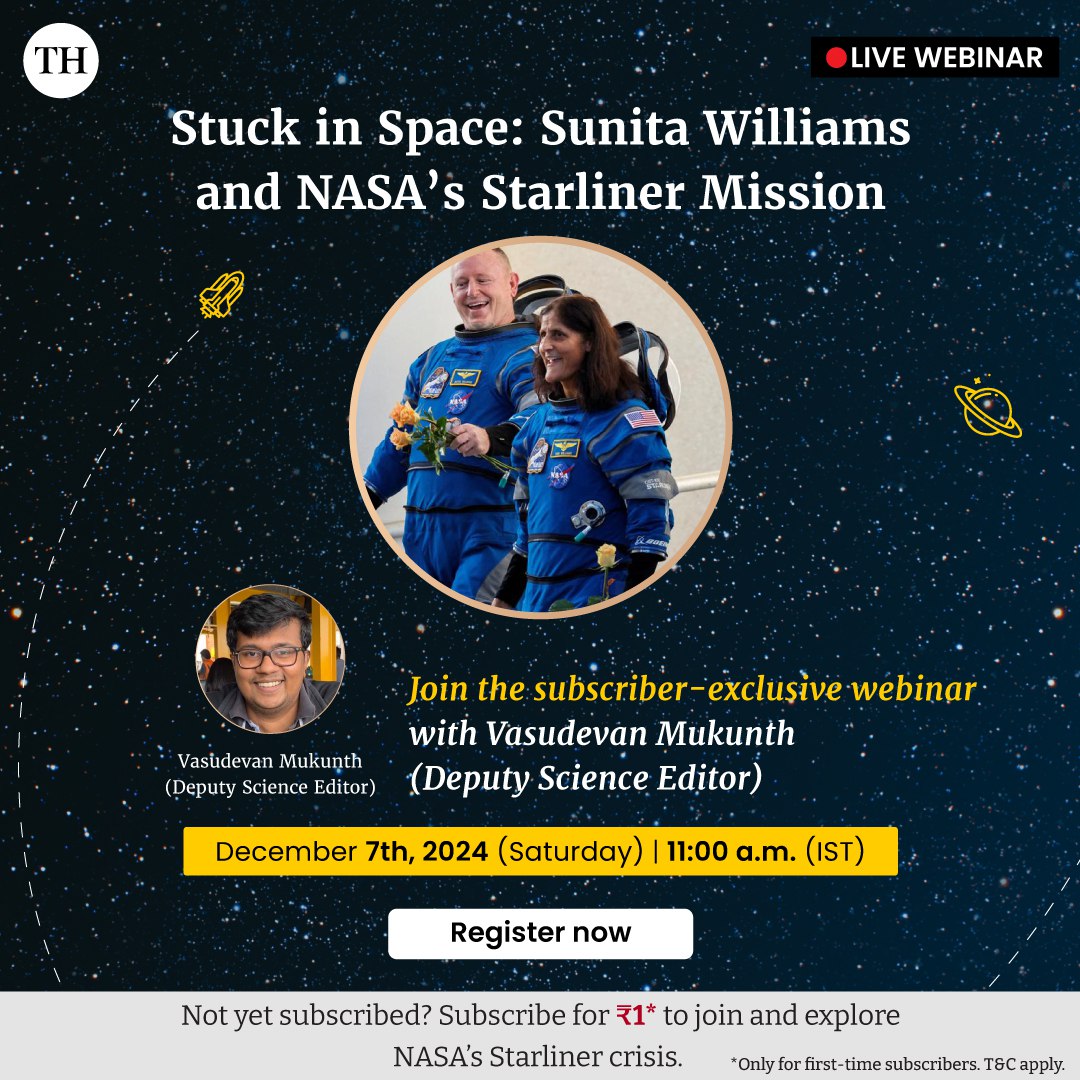 TH
LIVE WEBINAR
Stuck in Space: Sunita Williams
and NASA’s Starliner Mission
NASA
NASA
Vasudevan Mukunth
(Deputy Science Editor)
Join the subscriber-exclusive webinar
with Vasudevan Mukunth
(Deputy Science Editor)
December 7th, 2024 (Saturday) | 11:00 a.m. (IST)
Register now
Not yet subscribed? Subscribe for ₹1* to join and explore
NASA’s Starliner crisis.
*Only for first-time subscribers. T&C apply.